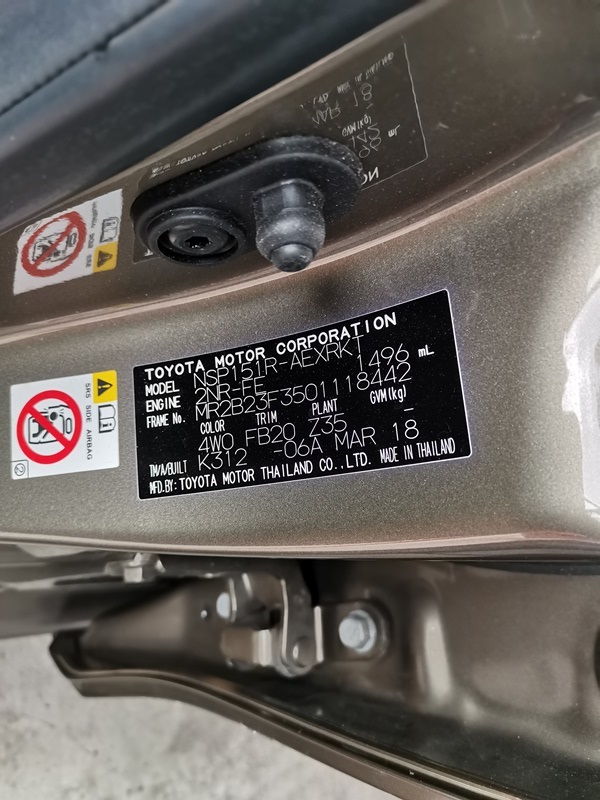 TOYOTA MOTOR CORPORATION
MODEL NSP151R-AEXRKT
ENGINE 2NR-FE 1496 mL
FRAME No. MR2B23F3501118442
COLOR TRIM PLANT GVM(kg)
4W0 FB20 Z35 -
T/W/A/BUILT K312 -06A MAR 18
MFD.BY: TOYOTA MOTOR THAILAND CO.,LTD. MADE IN THAILAND
SRS SIDE AIRBAG
2